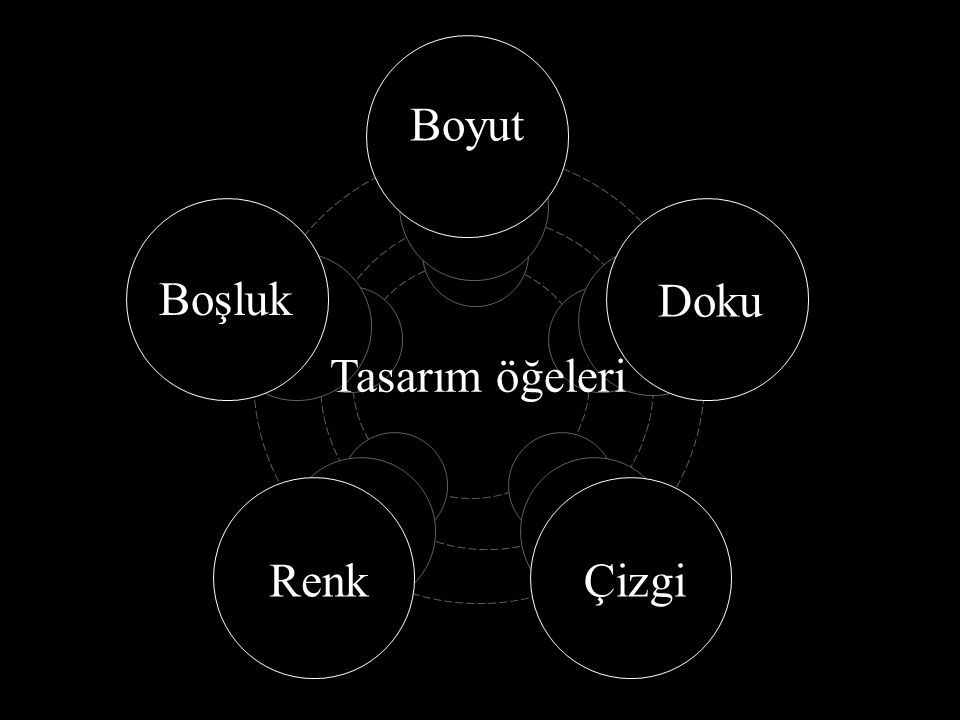 Boyut
Boşluk
Doku
Tasarım öğeleri
Renk
Çizgi